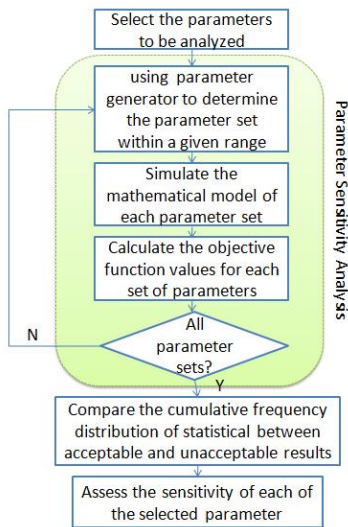 Select the parameters
to be analyzed
using parameter
generator to determine
the parameter set
within a given range
Simulate the
mathematical model of
each parameter set
Calculate the objective
function values for each
set of parameters
All
parameter
sets?
N
Y
Parameter Sensitivity Analysis
Compare the cumulative frequency
distribution of statistical between
acceptable and unacceptable results
Assess the sensitivity of each of
the selected parameter